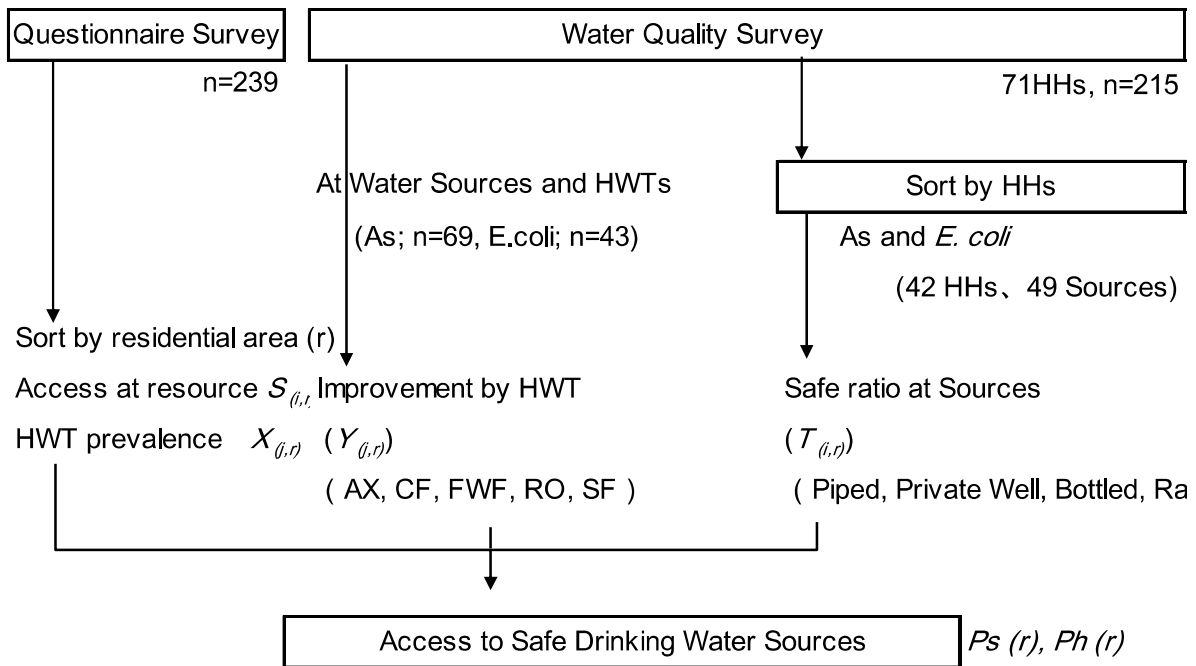 Questionnaire Survey
Water Quality Survey
n=239
71HHs, n=215
At Water Sources and HWTs
(As; n=69, E.coli; n=43)
Sort by HHs
As and E. coli
(42 HHs、49 Sources)
Sort by residential area (r)
Access at resource S(i,r
HWT prevalence X(j,r)
Improvement by HWT
(Y(j,r))
( AX, CF, FWF, RO, SF )
Safe ratio at Sources
(T(i,r))
( Piped, Private Well, Bottled, Ra
Access to Safe Drinking Water Sources
Ps (r), Ph (r)